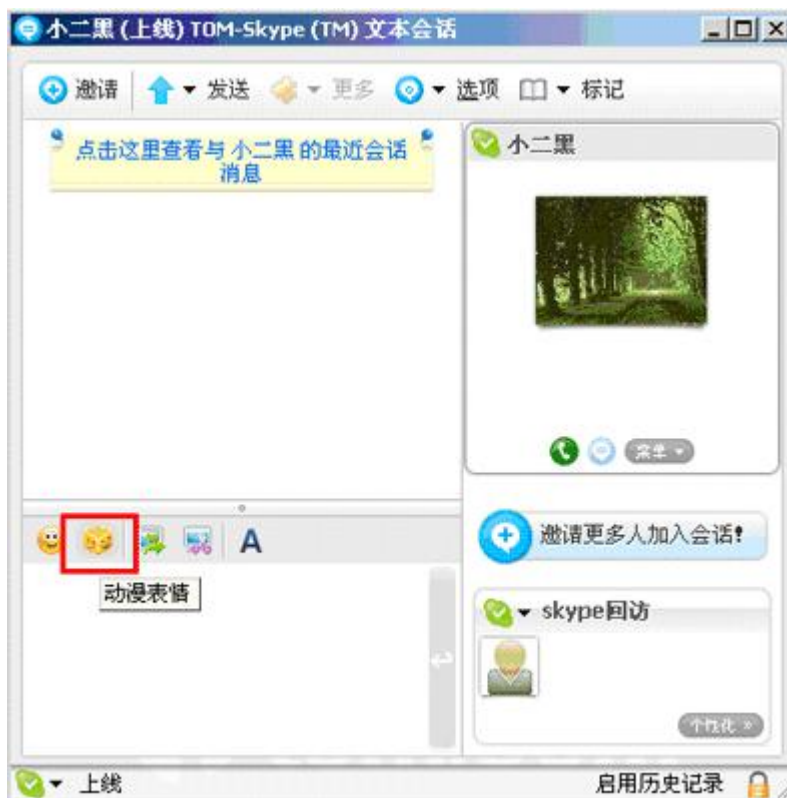 小二黑 (上线) TOM-Skype (TM) 文本会话
邀请 发送 更多 选项 标记
点击这里查看与 小二黑 的最近会话
消息
小二黑
菜单
邀请更多人加入会话!
A
动漫表情
skype回访
个性化 »
上线
启用历史记录